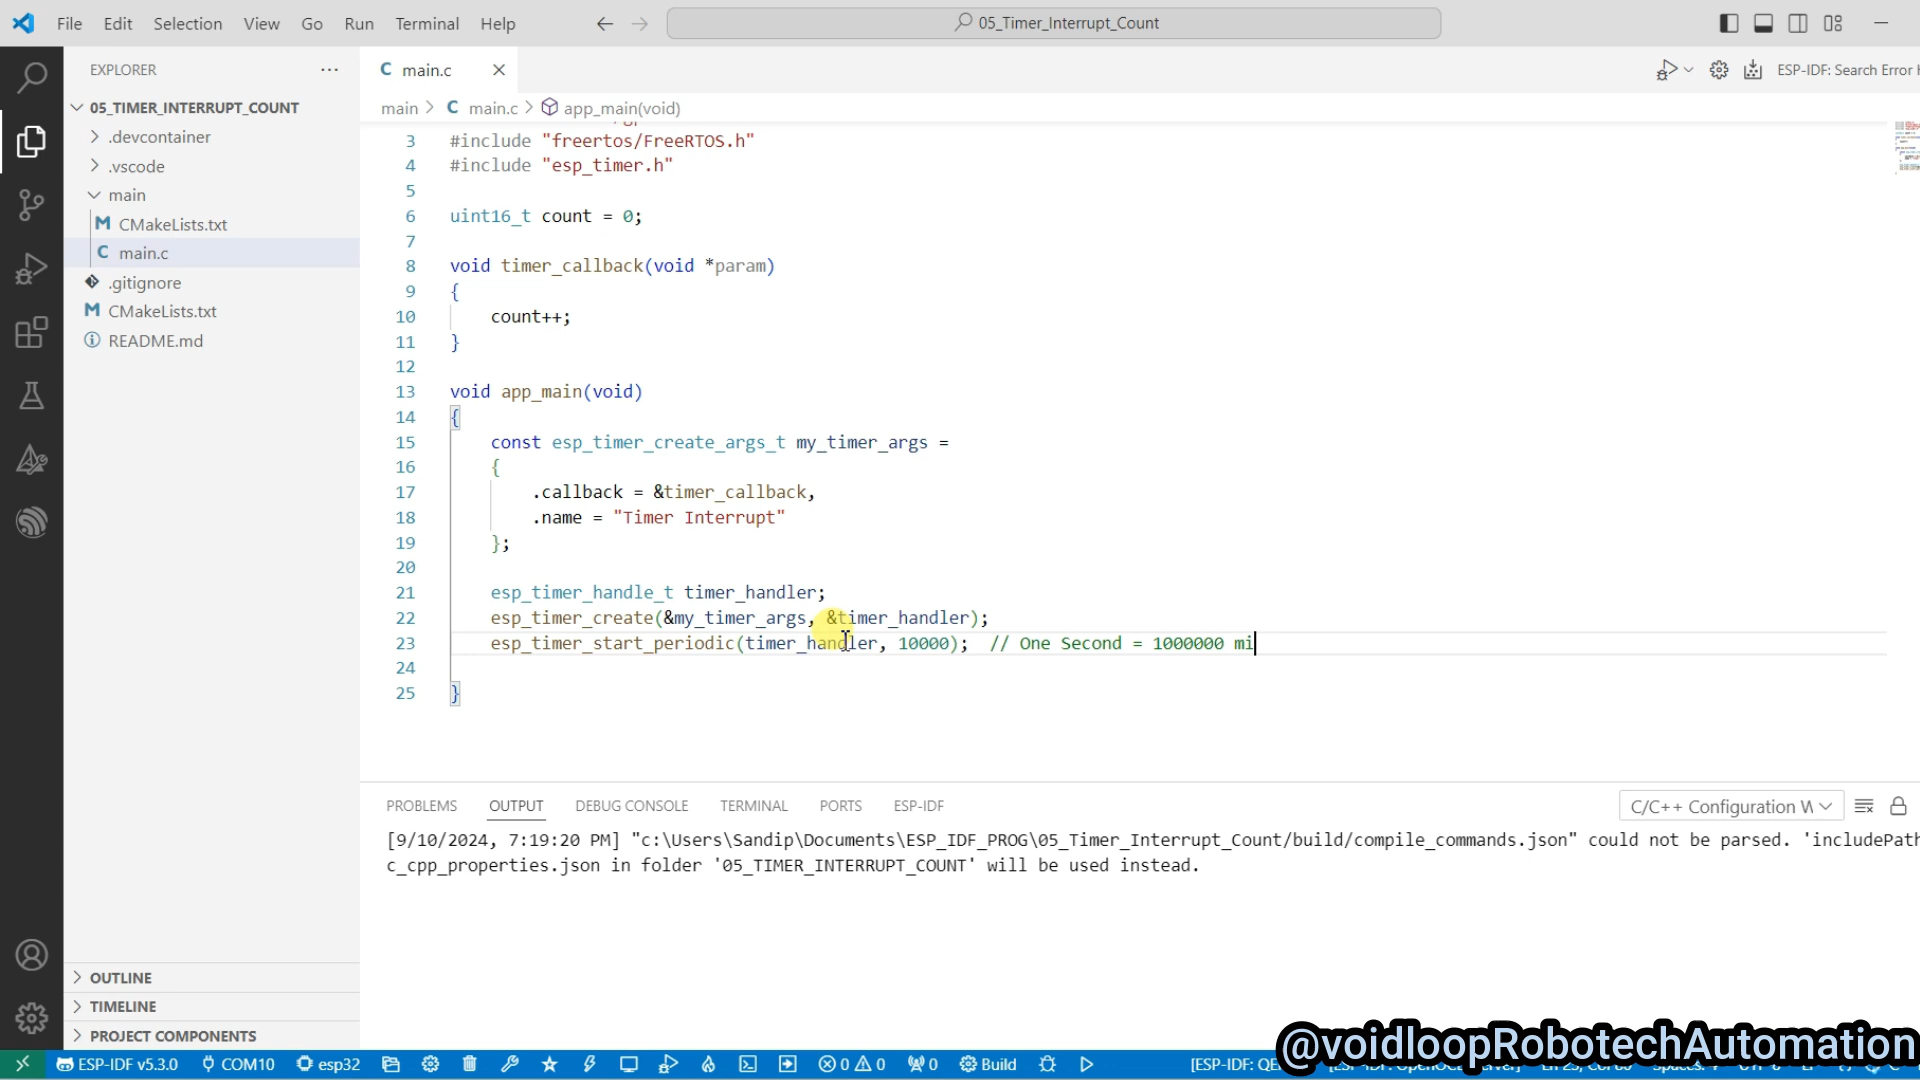 File Edit Selection View Go Run Terminal Help
05_Timer_Interrupt_Count
EXPLORER
main.c
ESP-IDF: Search Error
05_TIMER_INTERRUPT_COUNT
.devcontainer
.vscode
main
M CMakeLists.txt
C main.c
.gitignore
M CMakeLists.txt
README.md
main > C main.c > app_main(void)
3 #include "freertos/FreeRTOS.h"
4 #include "esp_timer.h"
5
6 uint16_t count = 0;
7
8 void timer_callback(void *param)
9 {
10 count++;
11 }
12
13 void app_main(void)
14 {
15 const esp_timer_create_args_t my_timer_args =
16 {
17 .callback = &timer_callback,
18 .name = "Timer Interrupt"
19 };
20
21 esp_timer_handle_t timer_handler;
22 esp_timer_create(&my_timer_args, &timer_handler);
23 esp_timer_start_periodic(timer_handler, 10000); // One Second = 1000000 mi
24
25 }
PROBLEMS OUTPUT DEBUG CONSOLE TERMINAL PORTS ESP-IDF
C/C++ Configuration W
[9/10/2024, 7:19:20 PM] "c:\Users\Sandip\Documents\ESP_IDF_PROG\05_Timer_Interrupt_Count/build/compile_commands.json" could not be parsed. 'includePath
c_cpp_properties.json in folder '05_TIMER_INTERRUPT_COUNT' will be used instead.
OUTLINE
TIMELINE
PROJECT COMPONENTS
@voidloopRobotechAutomation
ESP-IDF v5.3.0 COM10 esp32 0 0 0 Build [ESP-IDF: QE